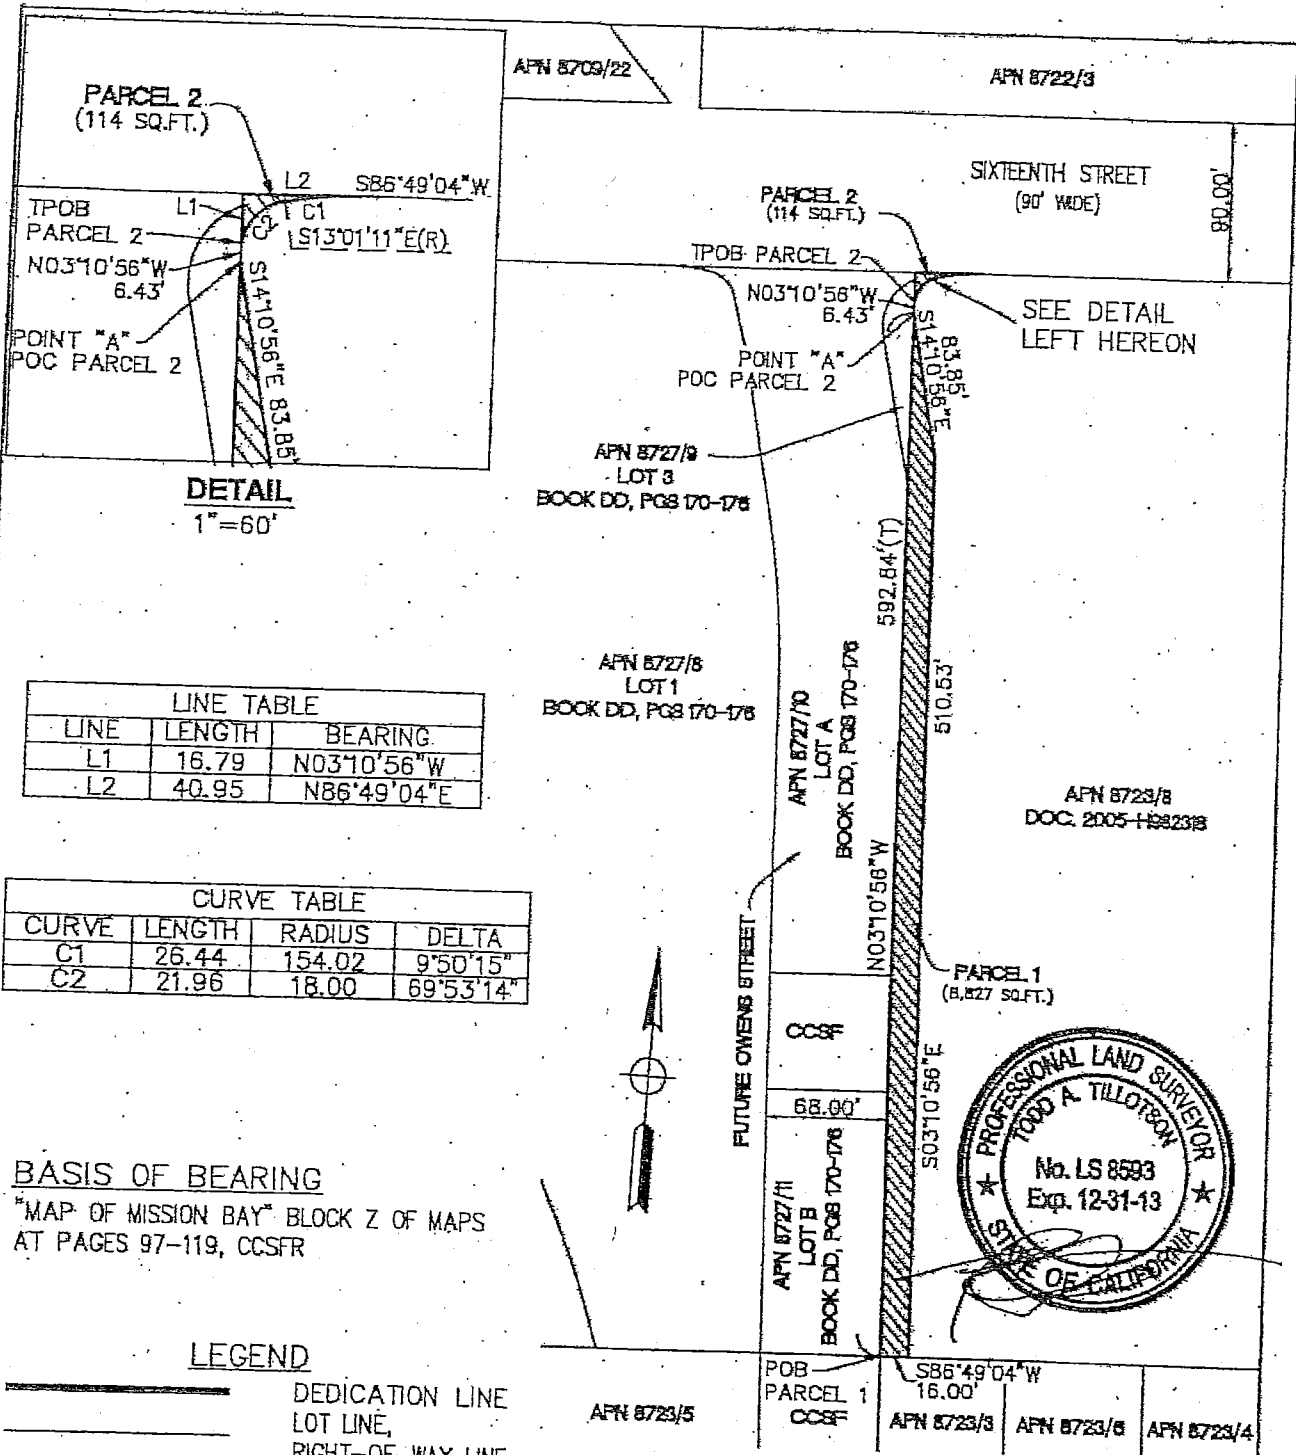 APN 8709/22
APN 8722/3
PARCEL 2
(114 SQ.FT.)
L2
S86°49'04"W
L1
C1
C2
TPOB
PARCEL 2
S13°01'11"E(R)
N03°10'56"W
6.43'
POINT "A"
POC PARCEL 2
S14°10'56"E 83.85'
DETAIL
1"=60'
SIXTEENTH STREET
(90' WIDE)
90.00'
PARCEL 2
(114 SQ.FT.)
TPOB PARCEL 2
N03°10'56"W
6.43'
POINT "A"
POC PARCEL 2
83.85'
S14°10'56"E
SEE DETAIL
LEFT HEREON
APN 8727/9
LOT 3
BOOK DD, PGS 170-176
592.84'(T)
510.53'
APN 8727/8
LOT 1
BOOK DD, PGS 170-176
APN 8727/10
LOT A
BOOK DD, PGS 170-176
APN 8723/8
DOC. 2005-H982318
LINE TABLE
LINE LENGTH BEARING
L1 16.79 N03°10'56"W
L2 40.95 N86°49'04"E
CURVE TABLE
CURVE LENGTH RADIUS DELTA
C1 26.44 154.02 9°50'15"
C2 21.96 18.00 69°53'14"
N03°10'56"W
FUTURE OWENS STREET
PARCEL 1
(8,827 SQ.FT.)
CCSF
68.00'
S03°10'56"E
PROFESSIONAL LAND SURVEYOR
TODD A. TILLOTSON
No. LS 8593
Exp. 12-31-13
STATE OF CALIFORNIA
APN 8727/11
LOT B
BOOK DD, PGS 170-176
BASIS OF BEARING
"MAP OF MISSION BAY" BLOCK Z OF MAPS
AT PAGES 97-119, CCSFR
LEGEND
DEDICATION LINE
LOT LINE,
RIGHT-OF WAY LINE
POB
PARCEL 1
CCSF
S86°49'04"W
16.00'
APN 8723/5
APN 8723/3
APN 8723/6
APN 8723/4